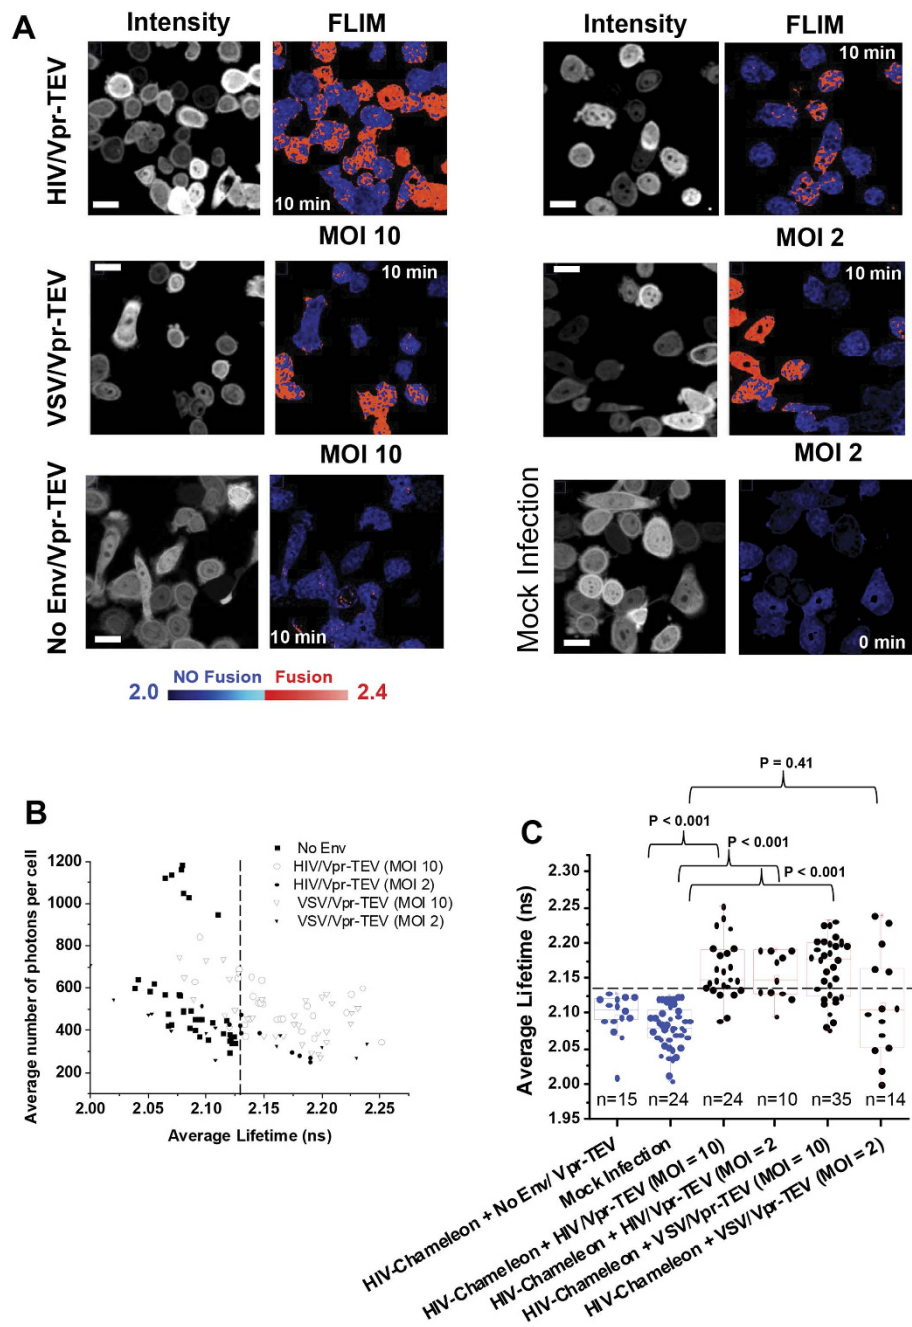 A
Intensity
FLIM
Intensity
FLIM
HIV/Vpr-TEV
10 min
10 min
MOI 10
MOI 2
VSV/Vpr-TEV
10 min
10 min
MOI 10
MOI 2
No Env/Vpr-TEV
10 min
Mock Infection
0 min
2.0
NO Fusion
Fusion
2.4
B
No Env
HIV/Vpr-TEV (MOI 10)
HIV/Vpr-TEV (MOI 2)
VSV/Vpr-TEV (MOI 10)
VSV/Vpr-TEV (MOI 2)
Average number of photons per cell
1200
1000
800
600
400
200
2.00
2.05
2.10
2.15
2.20
2.25
Average Lifetime (ns)
C
P = 0.41
P < 0.001
P < 0.001
P < 0.001
Average Lifetime (ns)
2.30
2.25
2.20
2.15
2.10
2.05
2.00
1.95
n=15
n=24
n=24
n=10
n=35
n=14
HIV-Chameleon + No Env/ Vpr-TEV
Mock Infection
HIV-Chameleon + HIV/Vpr-TEV (MOI = 10)
HIV-Chameleon + HIV/Vpr-TEV (MOI = 2
HIV-Chameleon + VSV/Vpr-TEV (MOI = 10)
HIV-Chameleon + VSV/Vpr-TEV (MOI = 2)